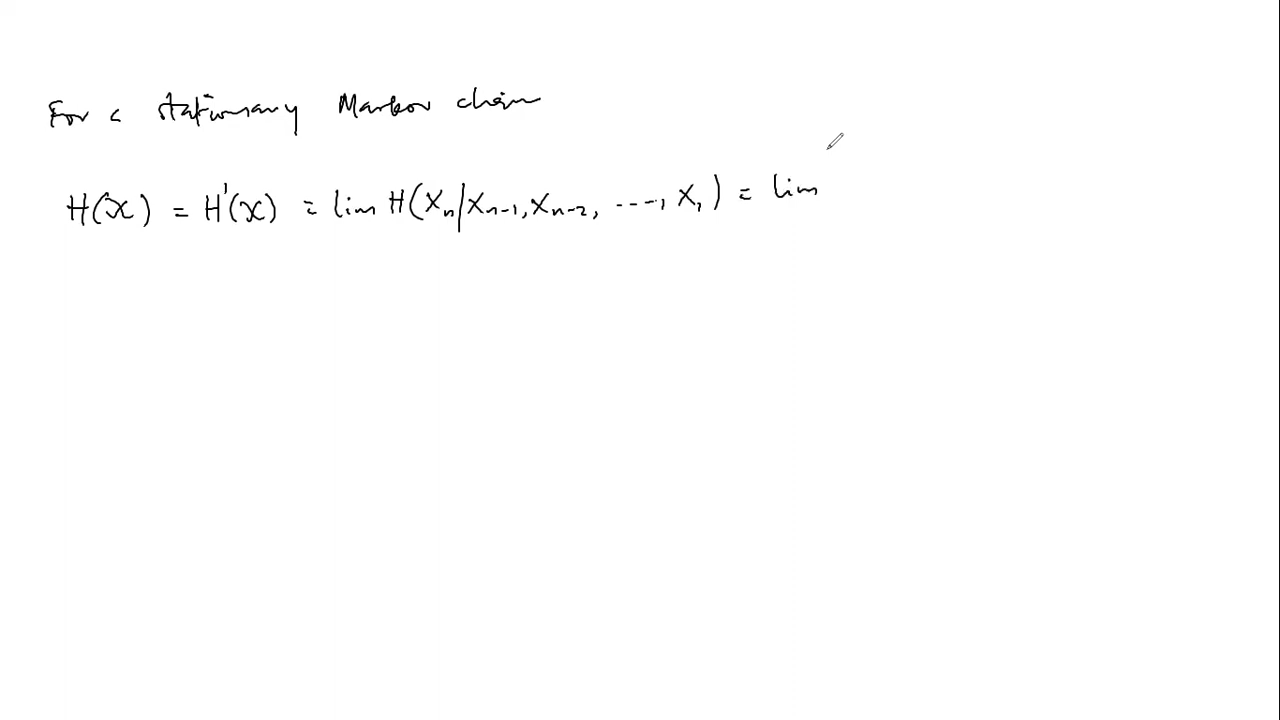 For a stationary Markov chain
H(𝒳) = H'(𝒳) = lim H(Xₙ|Xₙ₋₁, Xₙ₋₂, ----, X₁) = lim